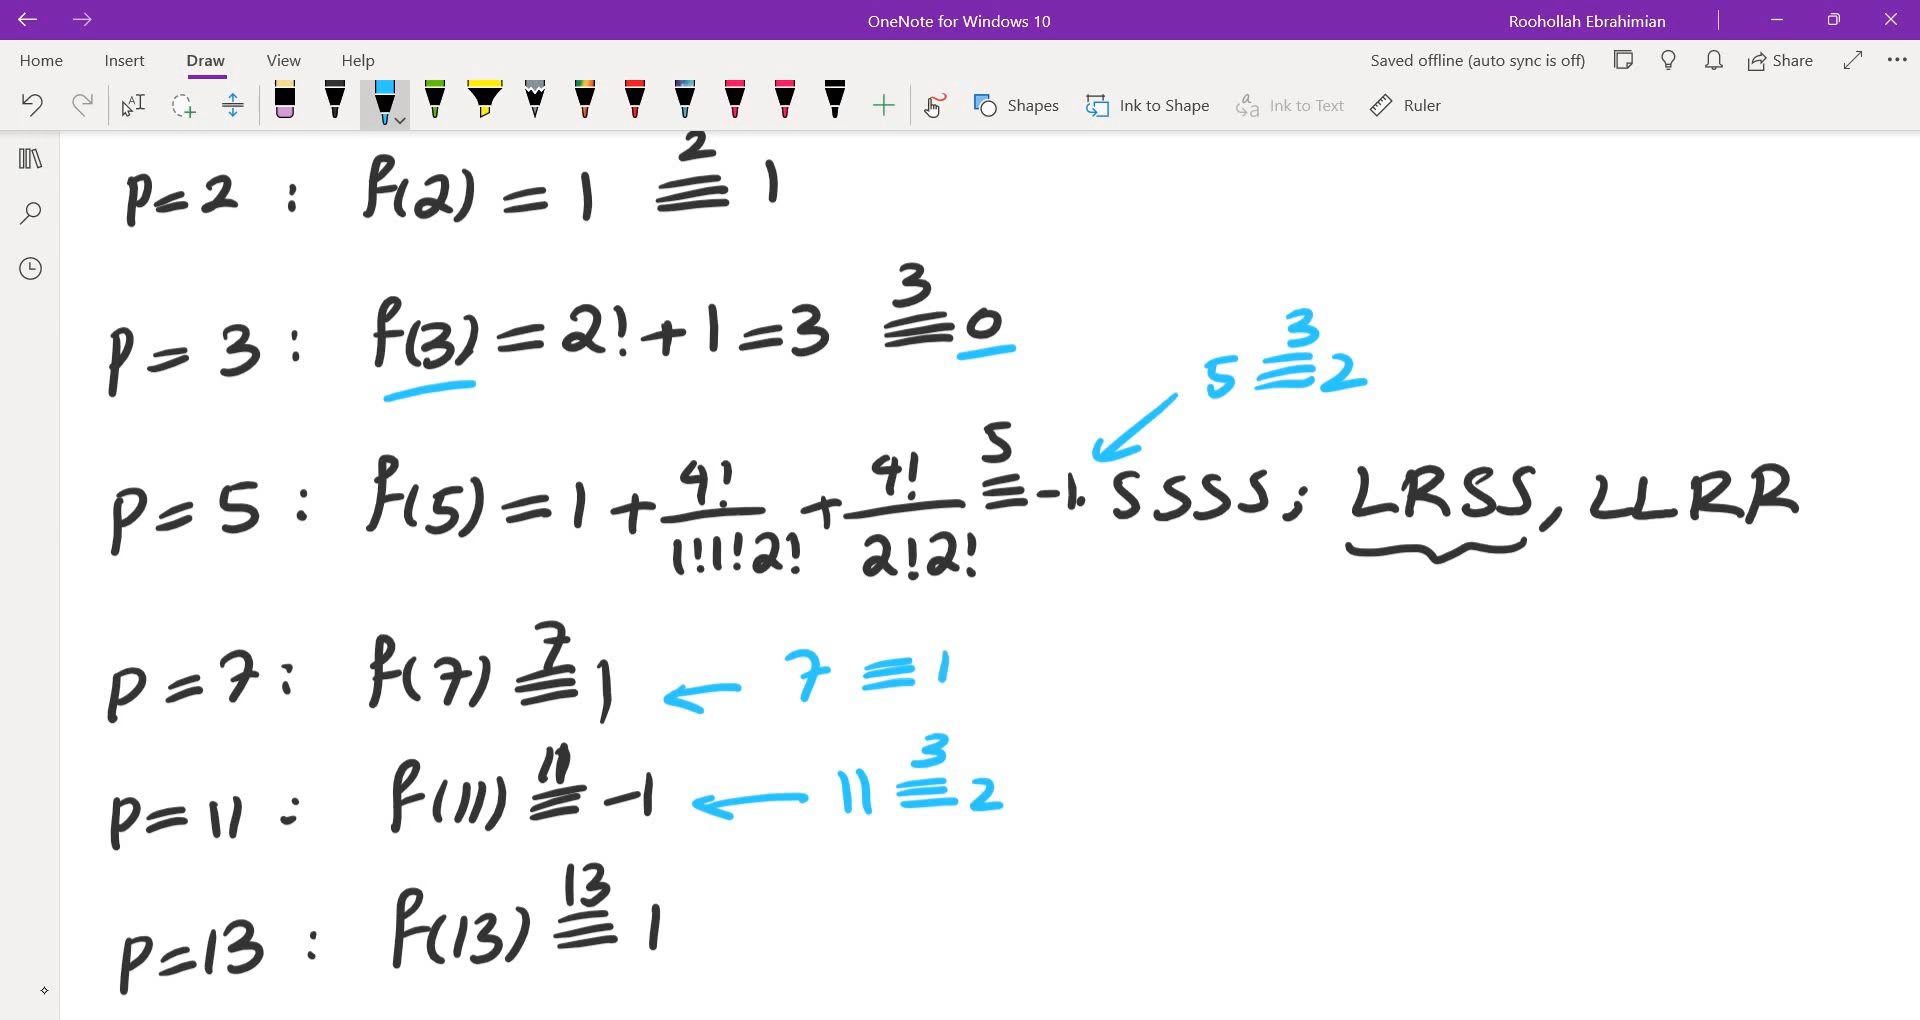 OneNote for Windows 10
Roohollah Ebrahimian
Home Insert Draw View Help
Saved offline (auto sync is off) Share
Shapes Ink to Shape Ink to Text Ruler
p=2 : f(2) = 1 ≡² 1
p = 3 : f(3) = 2! + 1 = 3 ≡³ 0
5 ≡³ 2
p = 5 : f(5) = 1 + 4!/(1!1!2!) + 4!/(2!2!) ≡⁵ -1. SSSS; LRSS, LLRR
p = 7 : f(7) ≡⁷ 1 ← 7 ≡ 1
p = 11 : f(11) ≡¹¹ -1 ← 11 ≡³ 2
p = 13 : f(13) ≡¹³ 1